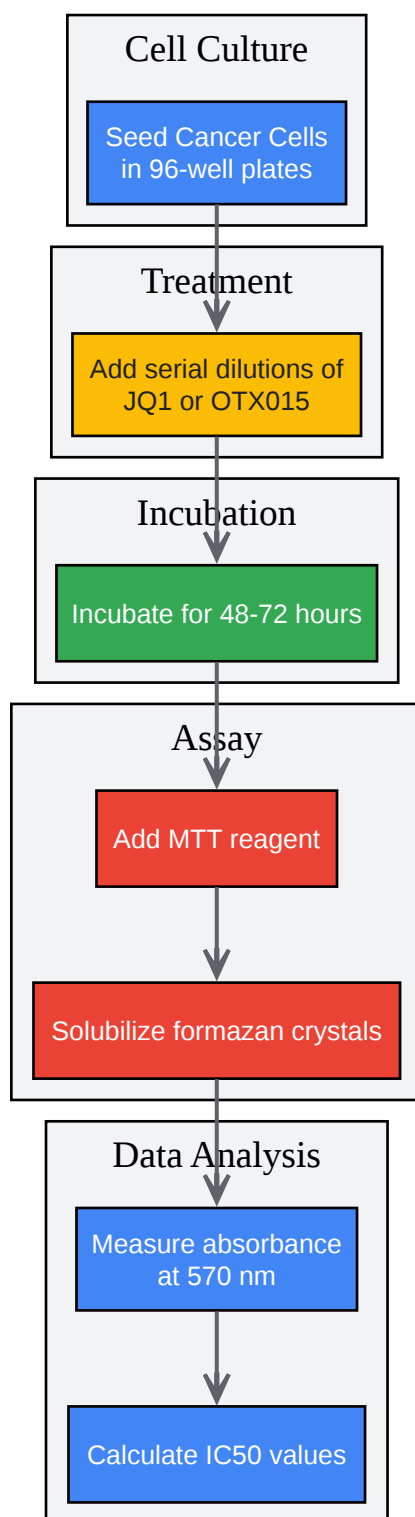 Cell Culture
Seed Cancer Cells
in 96-well plates
Treatment
Add serial dilutions of
JQ1 or OTX015
Incubation
Incubate for 48-72 hours
Assay
Add MTT reagent
Solubilize formazan crystals
Data Analysis
Measure absorbance
at 570 nm
Calculate IC50 values